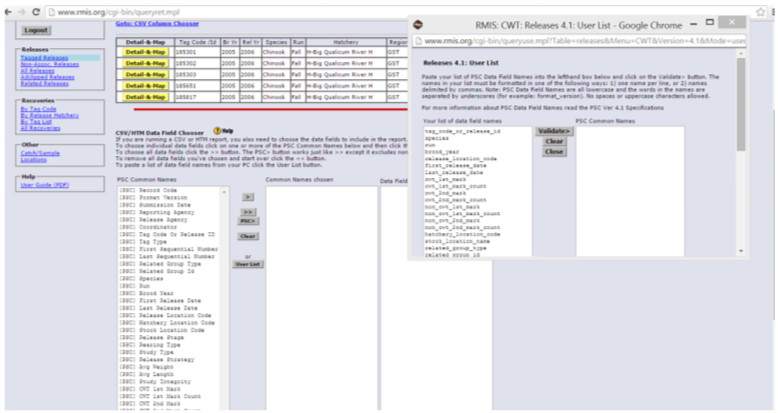 www.rmis.org/cgi-bin/queryret.mpl
Logout
Releases
Tagged Releases
Non-Assoc. Releases
All Releases
Adclipped Releases
Related Releases
Recoveries
By Tag Code
By Release Hatchery
By Tag List
All Recoveries
Other
Catch/Sample
Locations
Help
User Guide (PDF)
Goto: CSV Column Chooser
Detail-&-Map Tag Code /Id Br Yr Rel Yr Species Run Hatchery Region
Detail-&-Map 185301 2005 2006 Chinook Fall H-Big Qualicum River H GST
Detail-&-Map 185302 2005 2006 Chinook Fall H-Big Qualicum River H GST
Detail-&-Map 185303 2005 2006 Chinook Fall H-Big Qualicum River H GST
Detail-&-Map 185651 2005 2006 Chinook Fall H-Big Qualicum River H GST
Detail-&-Map 185817 2005 2006 Chinook Fall H-Big Qualicum River H GST
CSV/HTM Data Field Chooser Help
If you are running a CSV or HTM report, you also need to choose the data fields to include in the report.
To choose individual data fields click on one or more of the PSC Common Names below and then click th
To choose all data fields click the >> button. The PSC> button works just like >> except it excludes non
To remove all data fields you've chosen and start over click the << button.
To paste a list of data field names from your PC click the User List button.
PSC Common Names
Common Names chosen
Data Field
[PSC] Record Code
[PSC] Format Version
[PSC] Submission Date
[PSC] Reporting Agency
[PSC] Release Agency
[PSC] Coordinator
[PSC] Tag Code Or Release ID
[PSC] Tag Type
[PSC] First Sequential Number
[PSC] Last Sequential Number
[PSC] Related Group Type
[PSC] Related Group Id
[PSC] Species
[PSC] Run
[PSC] Brood Year
[PSC] First Release Date
[PSC] Last Release Date
[PSC] Release Location Code
[PSC] Hatchery Location Code
[PSC] Stock Location Code
[PSC] Release Stage
[PSC] Rearing Type
[PSC] Study Type
[PSC] Release Strategy
[PSC] Avg Weight
[PSC] Avg Length
[PSC] Study Integrity
[PSC] CWT 1st Mark
[PSC] CWT 1st Mark Count
[PSC] CWT 2nd Mark
[PSC] CWT 2nd Mark Count
>
>>
PSC>
Clear
or
User List
RMIS: CWT: Releases 4.1: User List - Google Chrome
www.rmis.org/cgi-bin/queryuse.mpl?Table=releases&Menu=CWT&Version=4.1&Mode=user
Releases 4.1: User List
Paste your list of PSC Data Field Names into the lefthand box below and click on the Validate> button. The
names in your list must be formatted in one of the following ways: 1) one name per line, or 2) names
delimited by commas. Note: PSC Data Field Names are all lowercase and the words in the names are
separated by underscores (for example: format_version). No spaces or uppercase characters allowed.
For more information about PSC Data Field Names read the PSC Ver 4.1 Specifications
Your list of data field names
PSC Common Names
tag_code_or_release_id
species
run
brood_year
release_location_code
first_release_date
last_release_date
cwt_1st_mark
cwt_1st_mark_count
cwt_2nd_mark
cwt_2nd_mark_count
non_cwt_1st_mark
non_cwt_1st_mark_count
non_cwt_2nd_mark
non_cwt_2nd_mark_count
hatchery_location_code
stock_location_name
related_group_type
related_group_id
Validate>
Clear
Close